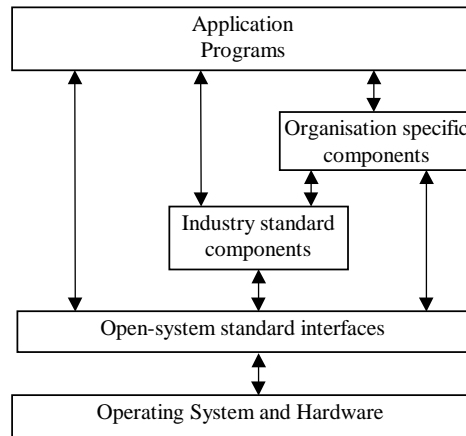 Application
Programs
Organisation specific
components
Industry standard
components
Open-system standard interfaces
Operating System and Hardware